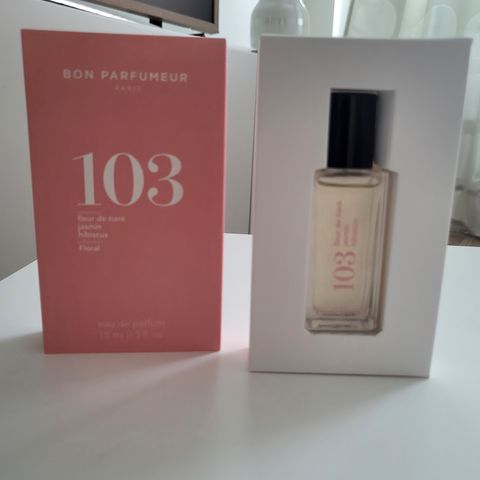 BON PARFUMEUR
PARIS
103
fleur de tiaré
jasmin
hibiscus
Floral
eau de parfum
15 ml 0.5 fl oz
103
fleur de tiaré
jasmin
hibiscus